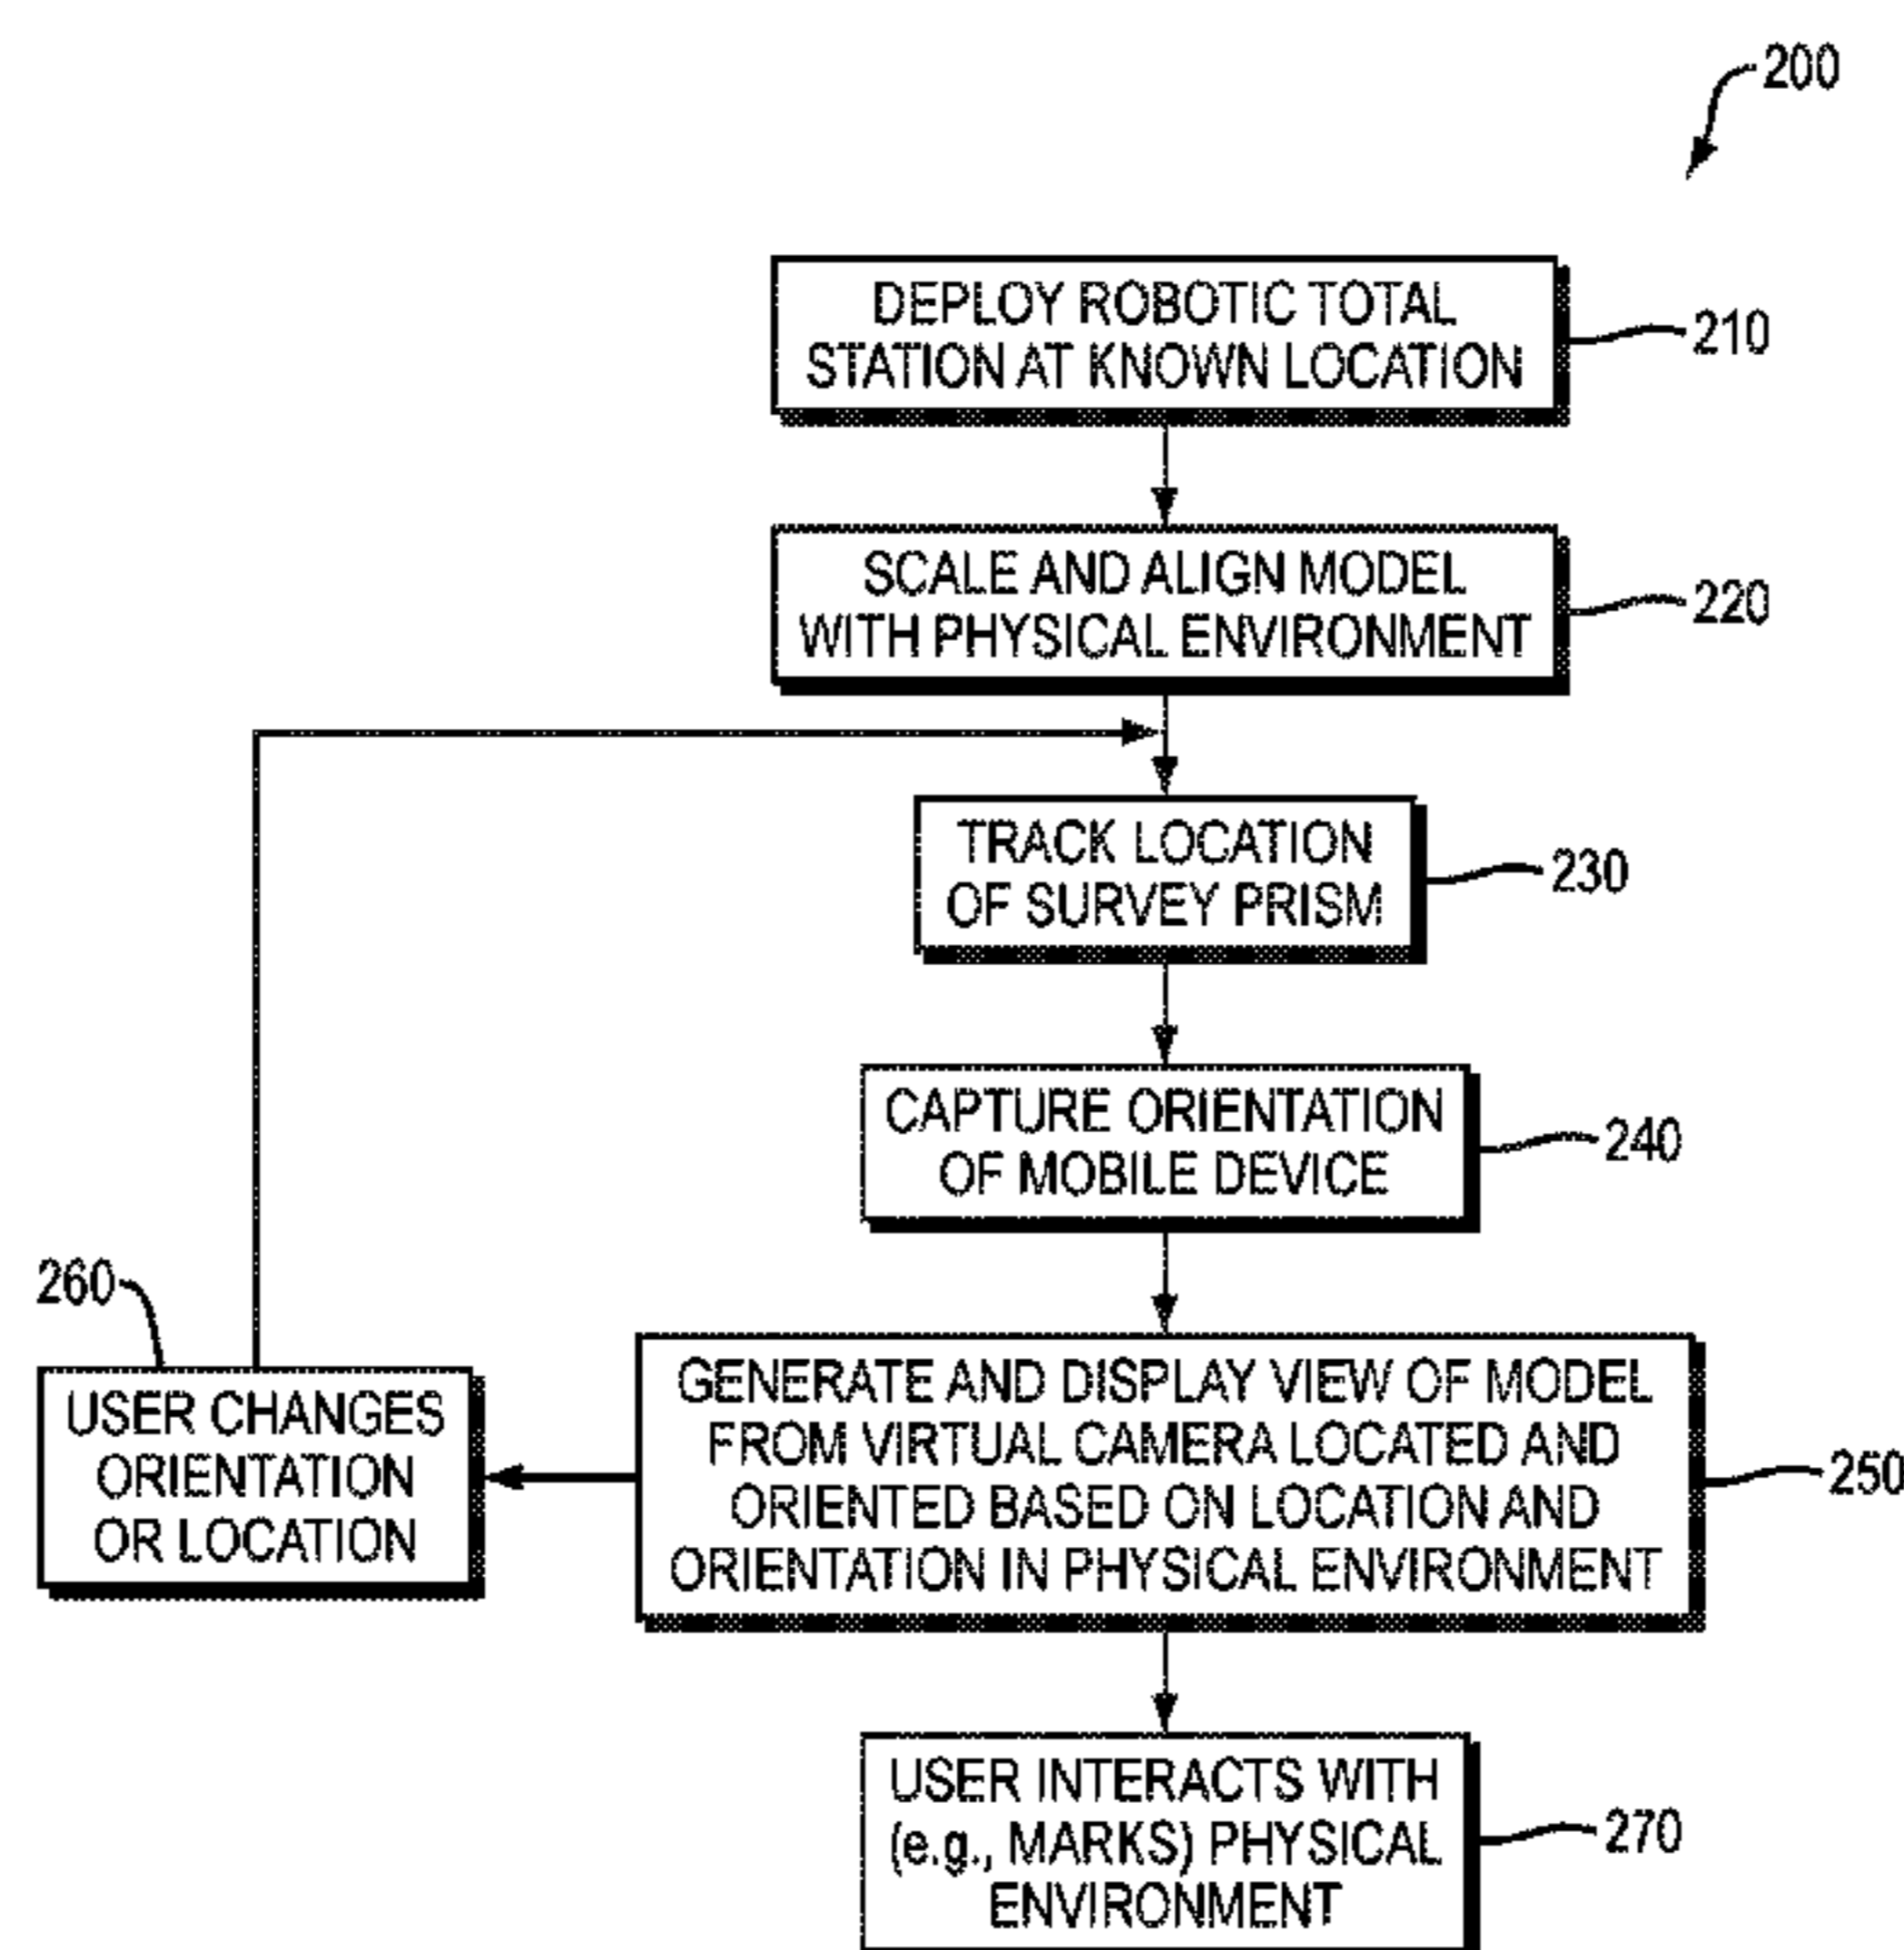 200
DEPLOY ROBOTIC TOTAL
STATION AT KNOWN LOCATION
210
SCALE AND ALIGN MODEL
WITH PHYSICAL ENVIRONMENT
220
TRACK LOCATION
OF SURVEY PRISM
230
CAPTURE ORIENTATION
OF MOBILE DEVICE
240
260
USER CHANGES
ORIENTATION
OR LOCATION
GENERATE AND DISPLAY VIEW OF MODEL
FROM VIRTUAL CAMERA LOCATED AND
ORIENTED BASED ON LOCATION AND
ORIENTATION IN PHYSICAL ENVIRONMENT
250
USER INTERACTS WITH
(e.g., MARKS) PHYSICAL
ENVIRONMENT
270